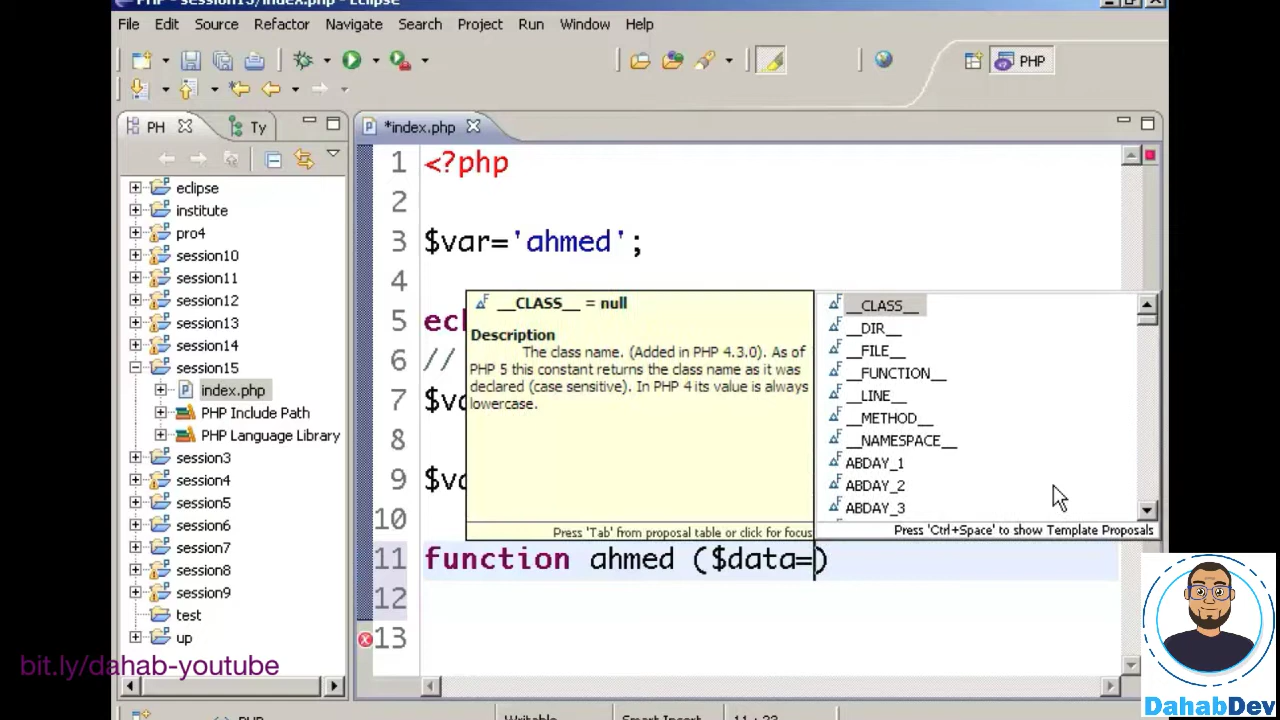 PHP - session15/index.php - Eclipse
File Edit Source Refactor Navigate Search Project Run Window Help
PHP
PH Ty
*index.php
eclipse
institute
pro4
session10
session11
session12
session13
session14
session15
index.php
PHP Include Path
PHP Language Library
session3
session4
session5
session6
session7
session8
session9
test
up
1 <?php
2
3 $var='ahmed';
4
5
6 //
7
8
9
10
11 function ahmed ($data=)
12
13
__CLASS__ = null
Description
The class name. (Added in PHP 4.3.0). As of
PHP 5 this constant returns the class name as it was
declared (case sensitive). In PHP 4 its value is always
lowercase.
Press 'Tab' from proposal table or click for focus
__CLASS__
__DIR__
__FILE__
__FUNCTION__
__LINE__
__METHOD__
__NAMESPACE__
ABDAY_1
ABDAY_2
ABDAY_3
Press 'Ctrl+Space' to show Template Proposals
bit.ly/dahab-youtube
DahabDev